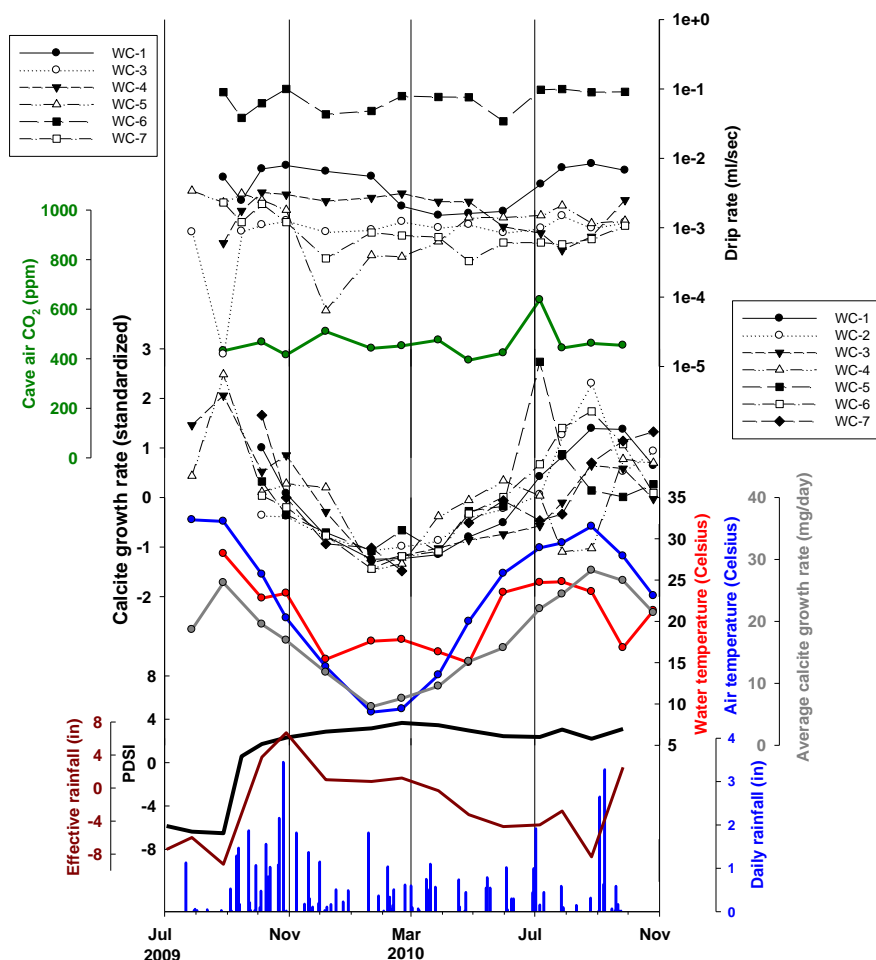 WC-1
WC-3
WC-4
WC-5
WC-6
WC-7
1e+0
1e-1
1e-2
1e-3
1e-4
1e-5
Drip rate (ml/sec)
1000
800
600
400
200
0
Cave air CO2 (ppm)
3
2
1
0
-1
-2
Calcite growth rate (standardized)
WC-1
WC-2
WC-3
WC-4
WC-5
WC-6
WC-7
35
30
25
20
15
10
5
Water temperature (Celsius)
Air temperature (Celsius)
40
30
20
10
0
Average calcite growth rate (mg/day)
8
4
0
-4
-8
Effective rainfall (in)
8
4
0
-4
-8
PDSI
4
3
2
1
0
Daily rainfall (in)
Jul
2009
Nov
Mar
2010
Jul
Nov